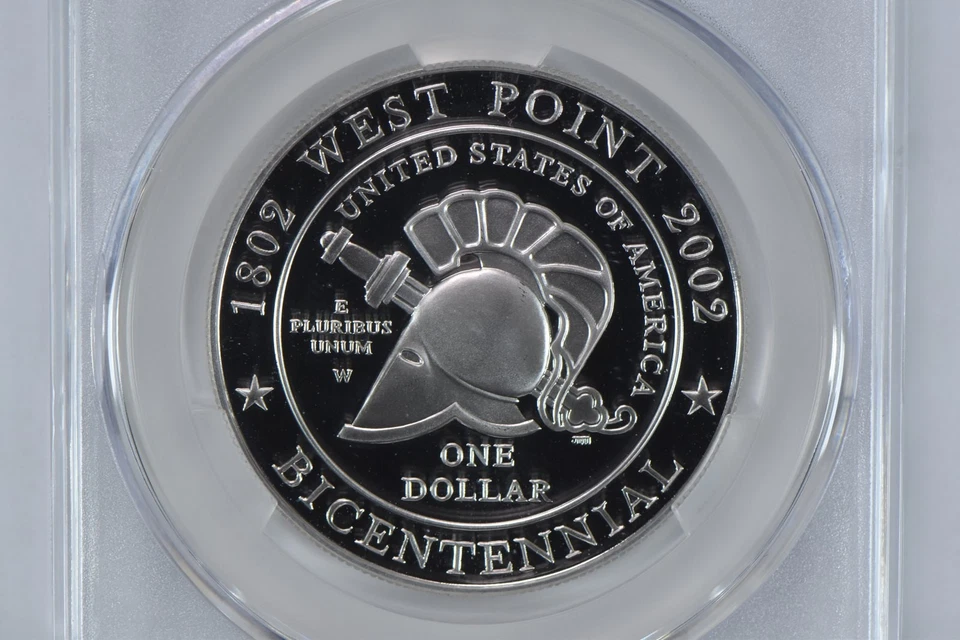 WEST POINT
1802
2002
UNITED STATES OF AMERICA
E
PLURIBUS
UNUM
W
ONE
DOLLAR
BICENTENNIAL